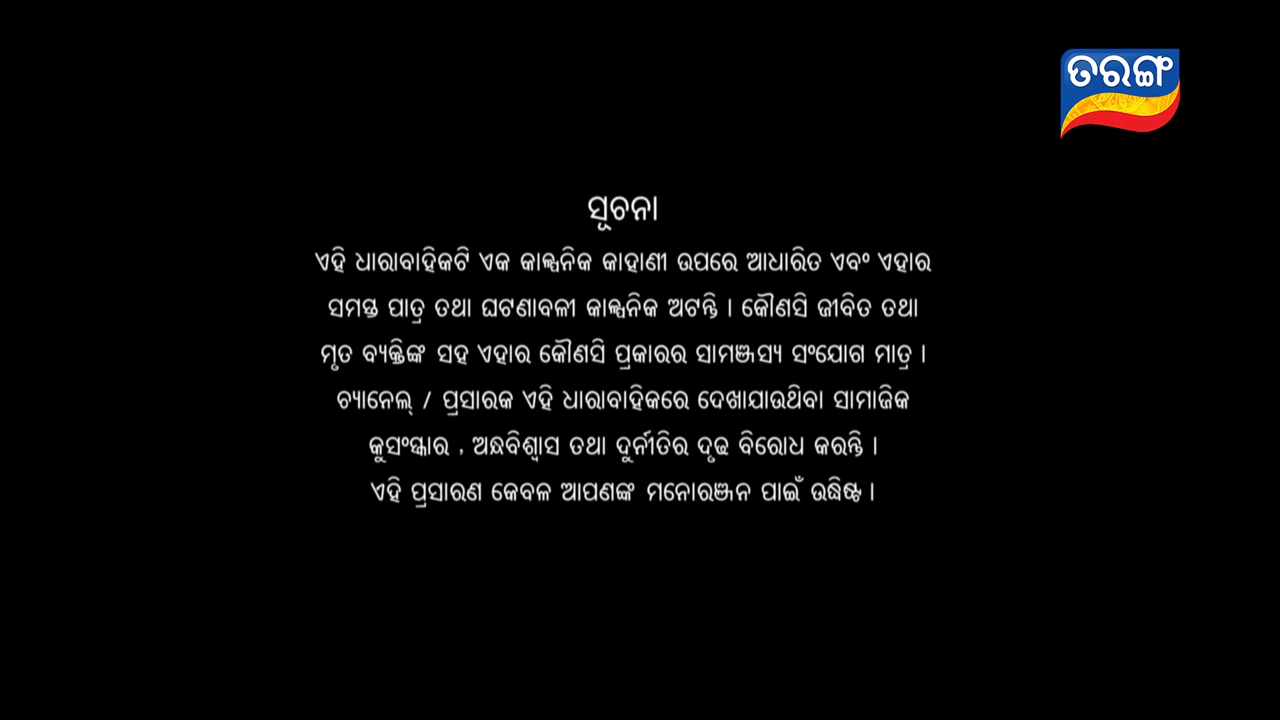 ତରଙ୍ଗ
ସୂଚନା
ଏହି ଧାରାବାହିକଟି ଏକ କାଳ୍ପନିକ କାହାଣୀ ଉପରେ ଆଧାରିତ ଏବଂ ଏହାର
ସମସ୍ତ ପାତ୍ର ତଥା ଘଟଣାବଳୀ କାଳ୍ପନିକ ଅଟନ୍ତି । କୌଣସି ଜୀବିତ ତଥା
ମୃତ ବ୍ୟକ୍ତିଙ୍କ ସହ ଏହାର କୌଣସି ପ୍ରକାରର ସାମଞ୍ଜସ୍ୟ ସଂଯୋଗ ମାତ୍ର ।
ଚ୍ୟାନେଲ୍ / ପ୍ରସାରକ ଏହି ଧାରାବାହିକରେ ଦେଖାଯାଉଥିବା ସାମାଜିକ
କୁସଂସ୍କାର , ଅନ୍ଧବିଶ୍ୱାସ ତଥା ଦୁର୍ନୀତିର ଦୃଢ ବିରୋଧ କରନ୍ତି ।
ଏହି ପ୍ରସାରଣ କେବଳ ଆପଣଙ୍କ ମନୋରଞ୍ଜନ ପାଇଁ ଉଦ୍ଧିଷ୍ଟ ।